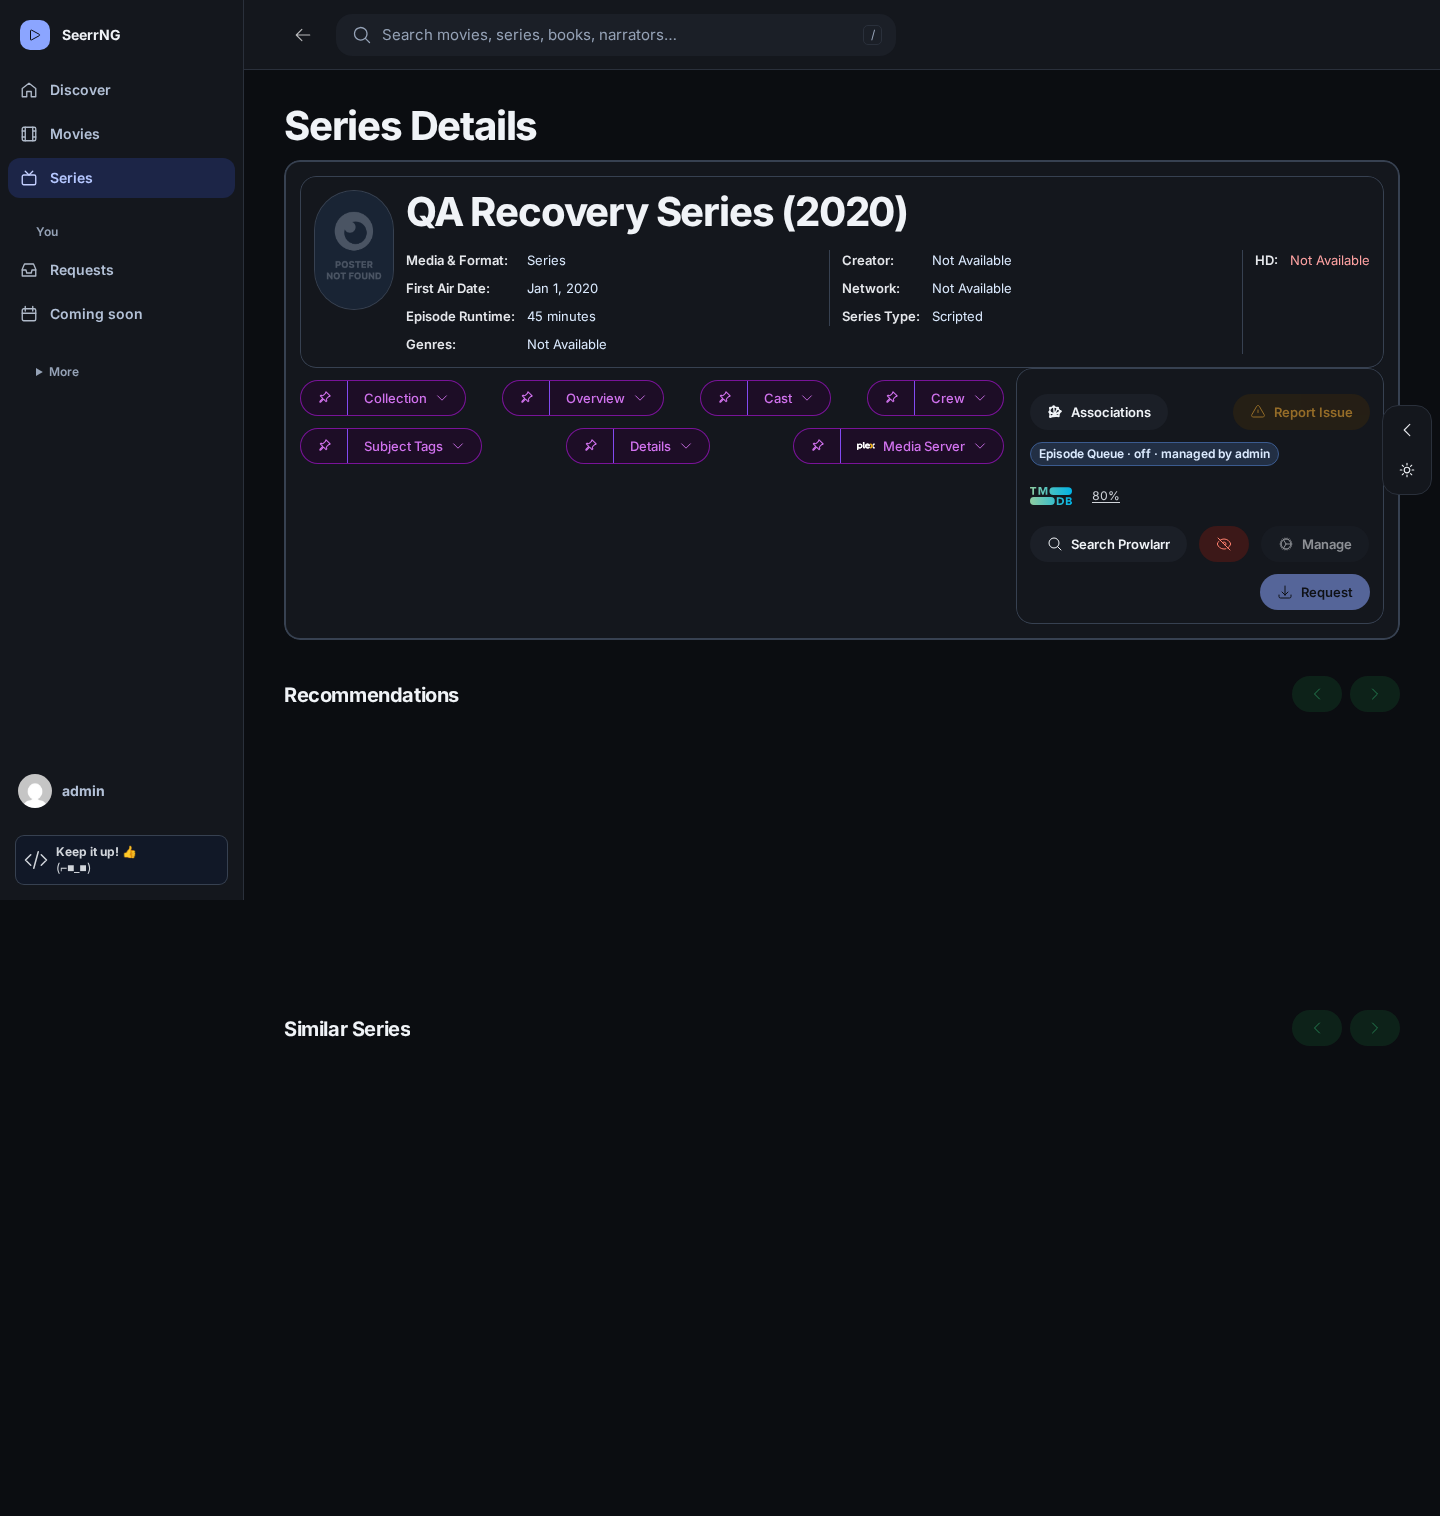 SeerrNG
Search movies, series, books, narrators... /
Discover
Movies
Series
You
Requests
Coming soon
More
admin
Keep it up! 👍
(⌐■_■)
Series Details
POSTER
NOT FOUND
QA Recovery Series (2020)
Media & Format: Series
First Air Date: Jan 1, 2020
Episode Runtime: 45 minutes
Genres: Not Available
Creator: Not Available
Network: Not Available
Series Type: Scripted
HD: Not Available
Collection
Overview
Cast
Crew
Subject Tags
Details
plex Media Server
Associations
Report Issue
Episode Queue · off · managed by admin
TM
DB
80%
Search Prowlarr
Manage
Request
Recommendations
Similar Series